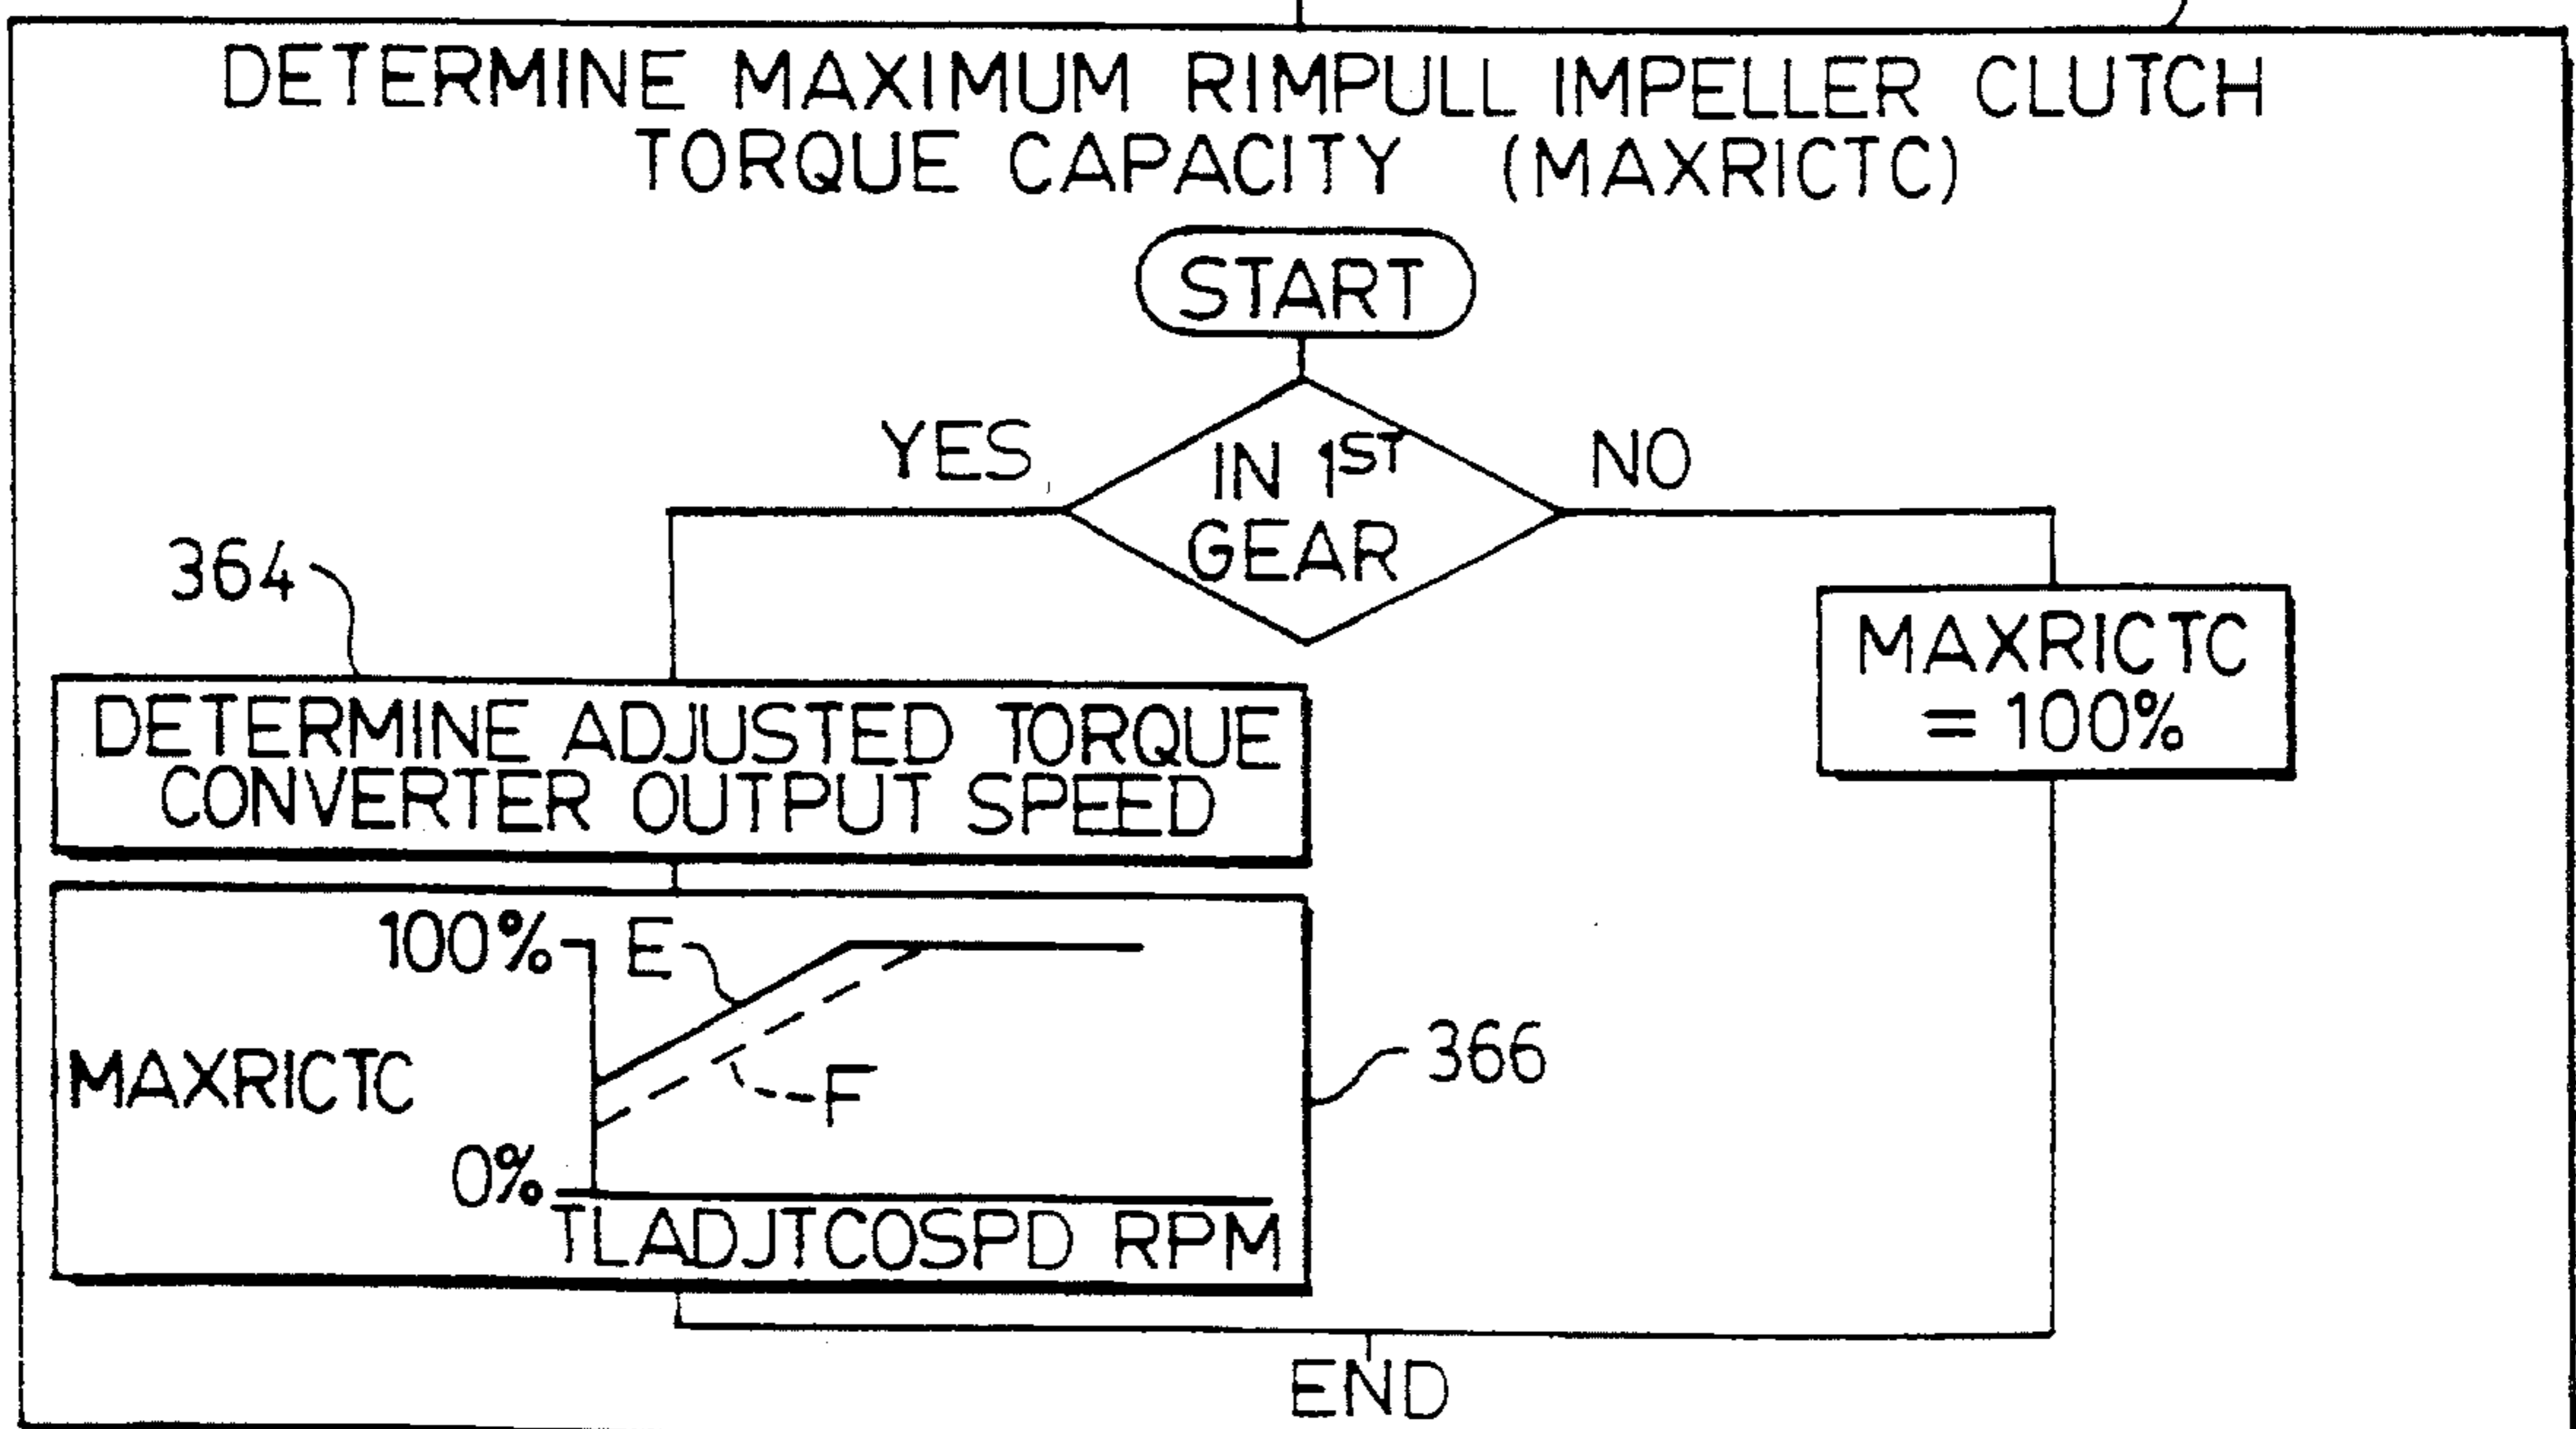 DETERMINE MAXIMUM RIMPULL IMPELLER CLUTCH
TORQUE CAPACITY (MAXRICTC)
START
YES
IN 1ST
GEAR
NO
364
MAXRICTC
= 100%
DETERMINE ADJUSTED TORQUE
CONVERTER OUTPUT SPEED
100%
E
MAXRICTC
F
366
0%
TLADJTCOSPD RPM
END